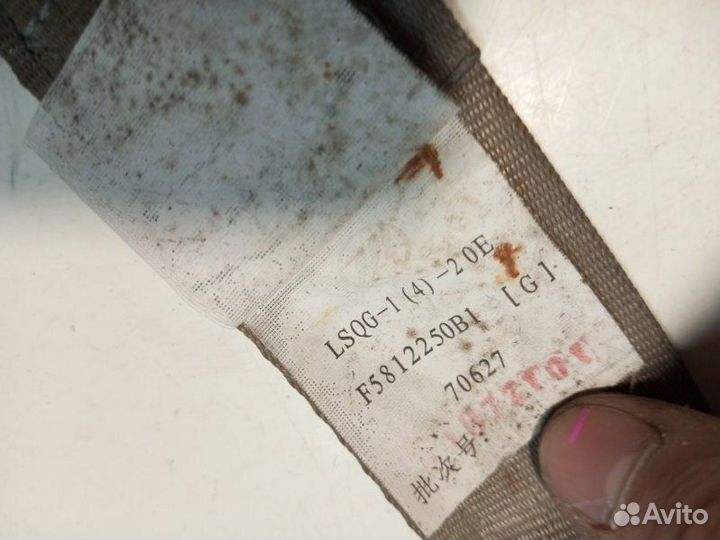 LSQG-1(4)-20E
F5812250B1 [G]
70627
批次号:
Avito